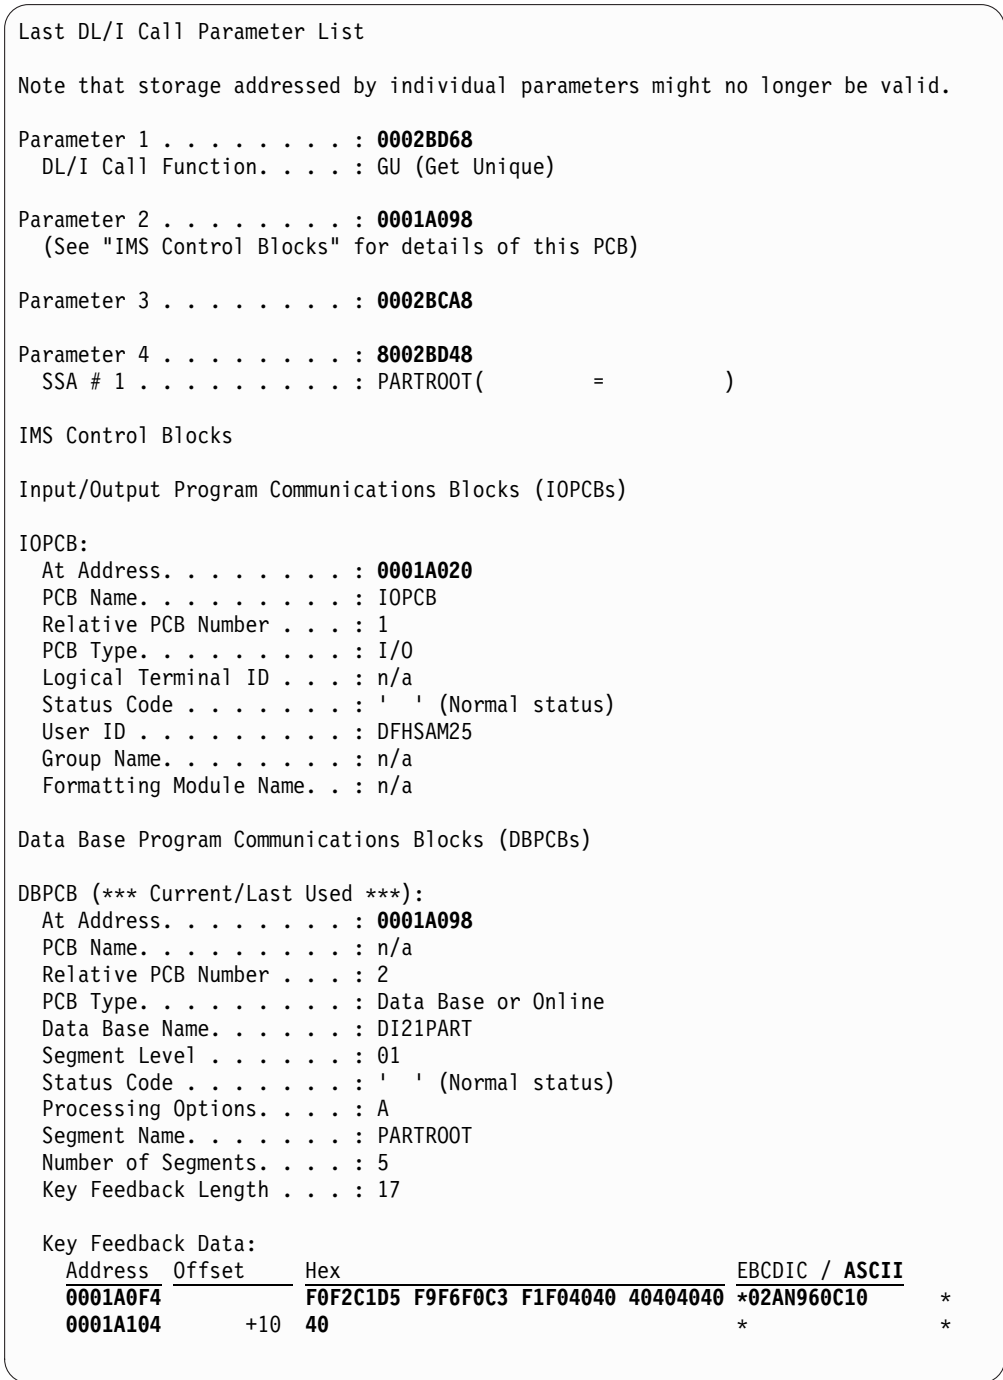 Last DL/I Call Parameter List
Note that storage addressed by individual parameters might no longer be valid.
Parameter 1 . . . . . . . . : 0002BD68
DL/I Call Function. . . . : GU (Get Unique)
Parameter 2 . . . . . . . . : 0001A098
(See "IMS Control Blocks" for details of this PCB)
Parameter 3 . . . . . . . . : 0002BCA8
Parameter 4 . . . . . . . . : 8002BD48
SSA # 1 . . . . . . . . . : PARTROOT(         =          )
IMS Control Blocks
Input/Output Program Communications Blocks (IOPCBs)
IOPCB:
At Address. . . . . . . . : 0001A020
PCB Name. . . . . . . . . : IOPCB
Relative PCB Number . . . : 1
PCB Type. . . . . . . . . : I/O
Logical Terminal ID . . . : n/a
Status Code . . . . . . . : '  ' (Normal status)
User ID . . . . . . . . . : DFHSAM25
Group Name. . . . . . . . : n/a
Formatting Module Name. . : n/a
Data Base Program Communications Blocks (DBPCBs)
DBPCB (*** Current/Last Used ***):
At Address. . . . . . . . : 0001A098
PCB Name. . . . . . . . . : n/a
Relative PCB Number . . . : 2
PCB Type. . . . . . . . . : Data Base or Online
Data Base Name. . . . . . : DI21PART
Segment Level . . . . . . : 01
Status Code . . . . . . . : '  ' (Normal status)
Processing Options. . . . : A
Segment Name. . . . . . . : PARTROOT
Number of Segments. . . . : 5
Key Feedback Length . . . : 17
Key Feedback Data:
Address Offset Hex EBCDIC / ASCII
0001A0F4 F0F2C1D5 F9F6F0C3 F1F04040 40404040 *02AN960C10      *
0001A104 +10 40 *                *